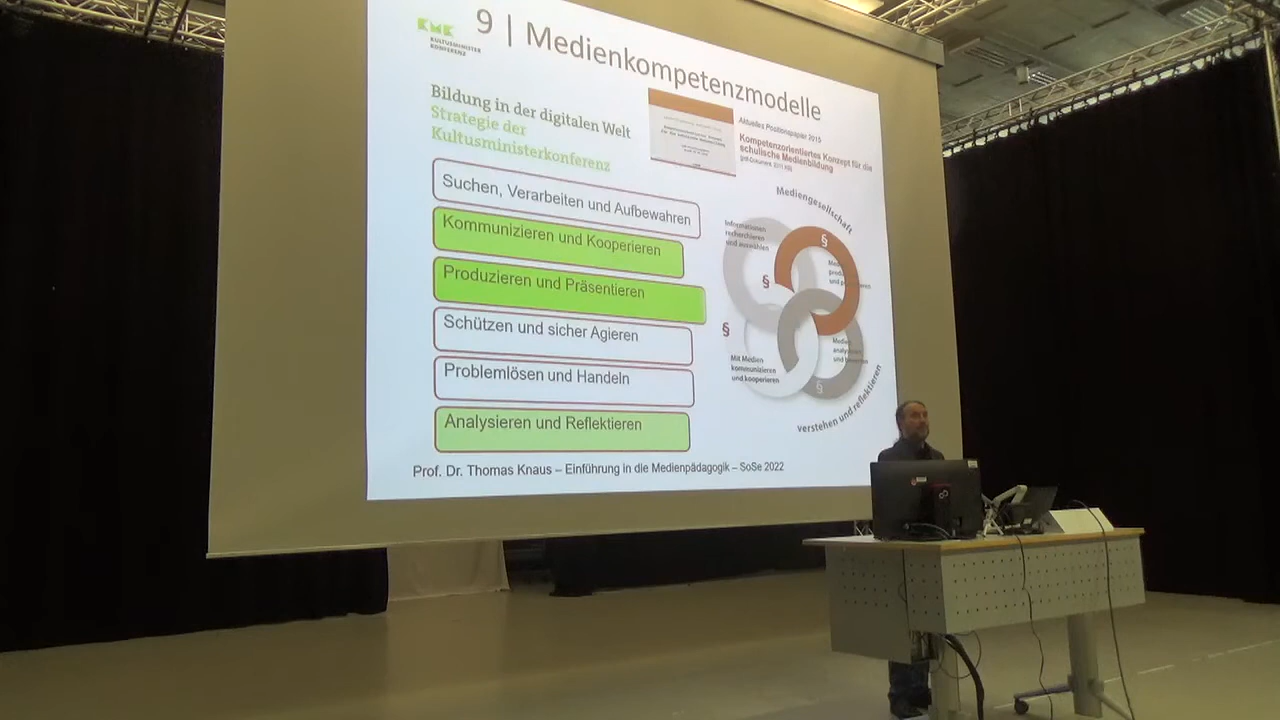 KMK
KULTUSMINISTER
KONFERENZ
9 | Medienkompetenzmodelle
Bildung in der digitalen Welt
Strategie der
Kultusministerkonferenz
Aktuelles Positionspapier 2015
Kompetenzorientiertes Konzept für die
schulische Medienbildung
Suchen, Verarbeiten und Aufbewahren
Kommunizieren und Kooperieren
Produzieren und Präsentieren
Schützen und sicher Agieren
Problemlösen und Handeln
Analysieren und Reflektieren
Mediengesellschaft
Informationen
recherchieren
und auswählen
§
§
§
Mit Medien
kommunizieren
und kooperieren
§
verstehen und reflektieren
Prof. Dr. Thomas Knaus – Einführung in die Medienpädagogik – SoSe 2022